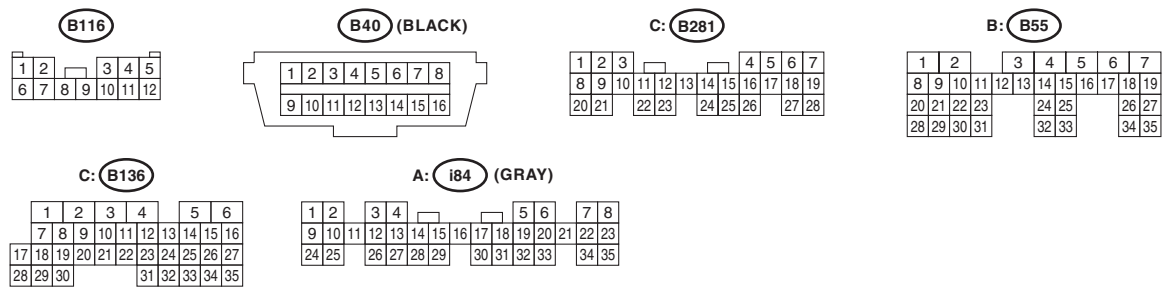 B116
1 2 3 4 5
6 7 8 9 10 11 12
B40 (BLACK)
1 2 3 4 5 6 7 8
9 10 11 12 13 14 15 16
C: B281
1 2 3 4 5 6 7
8 9 10 11 12 13 14 15 16 17 18 19
20 21 22 23 24 25 26 27 28
B: B55
1 2 3 4 5 6 7
8 9 10 11 12 13 14 15 16 17 18 19
20 21 22 23 24 25 26 27
28 29 30 31 32 33 34 35
C: B136
1 2 3 4 5 6
7 8 9 10 11 12 13 14 15 16
17 18 19 20 21 22 23 24 25 26 27
28 29 30 31 32 33 34 35
A: i84 (GRAY)
1 2 3 4 5 6 7 8
9 10 11 12 13 14 15 16 17 18 19 20 21 22 23
24 25 26 27 28 29 30 31 32 33 34 35